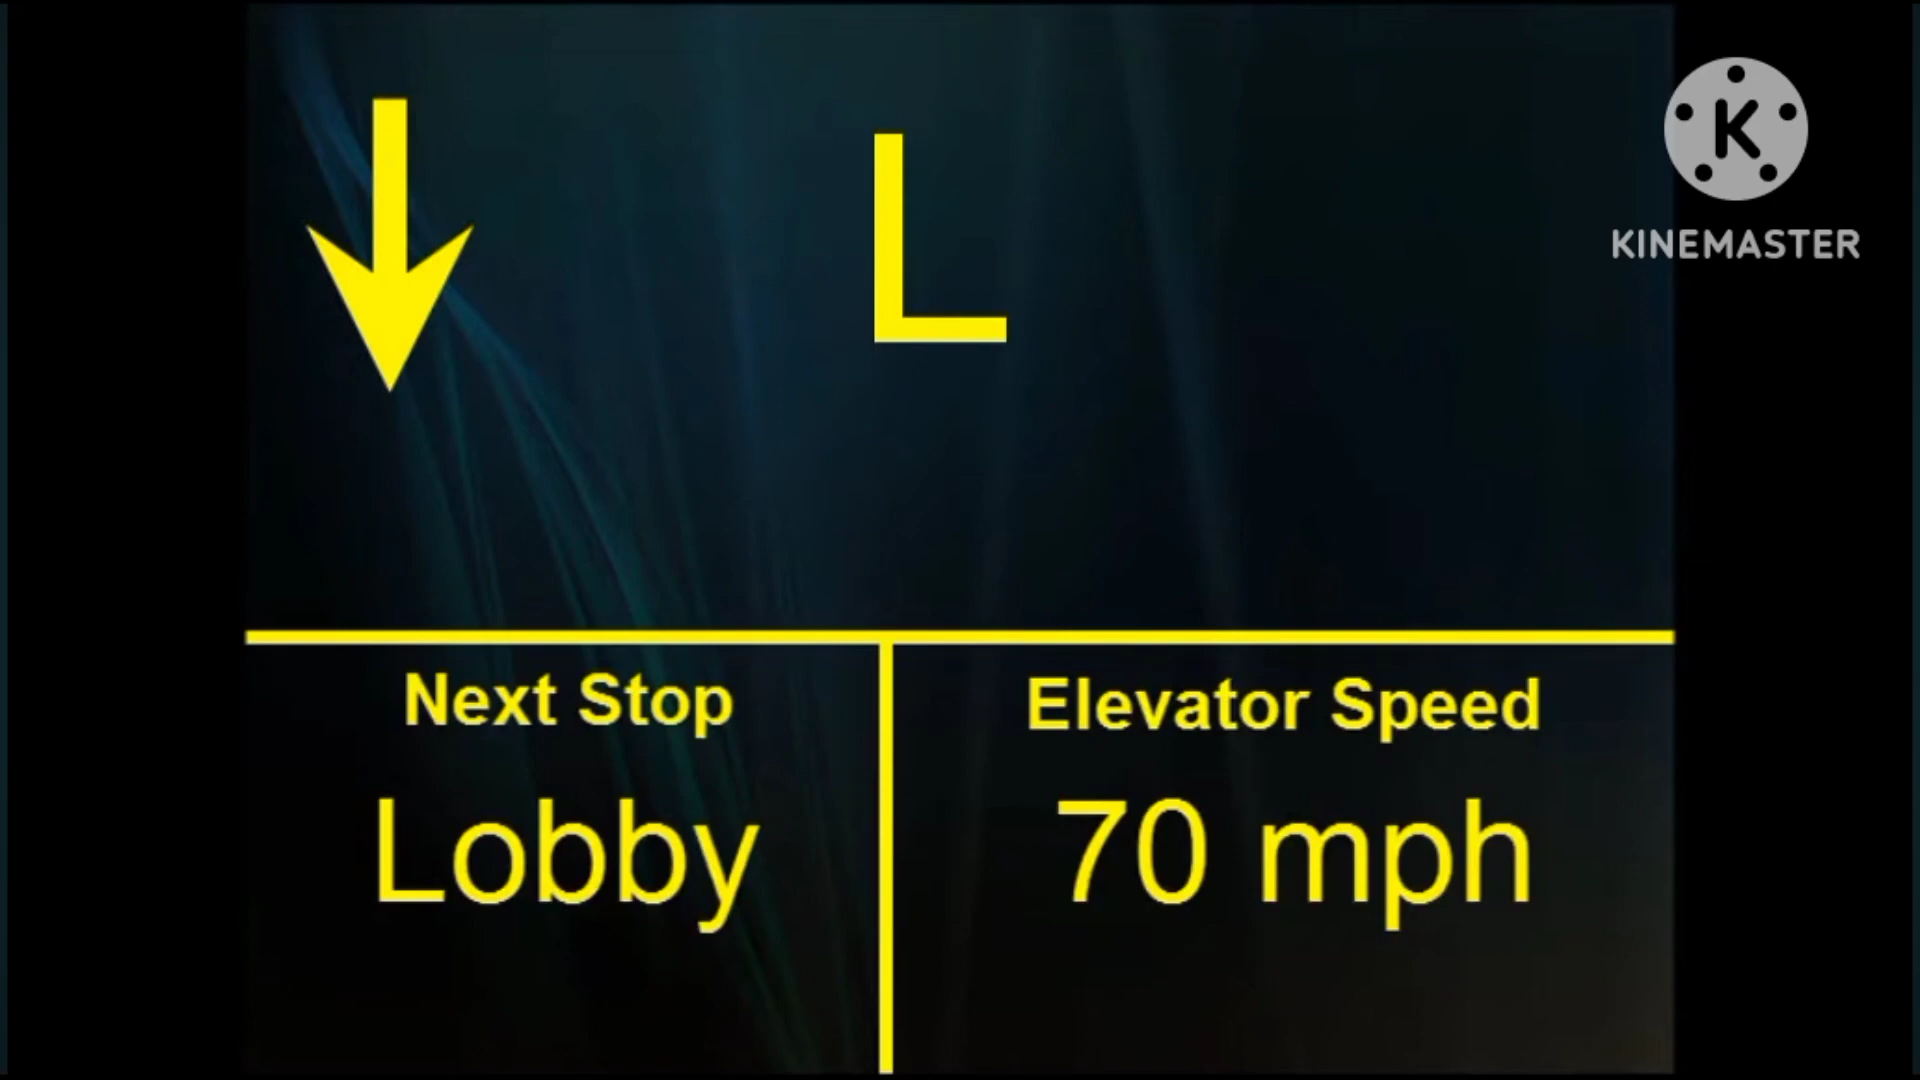 L
K
KINEMASTER
Next Stop
Elevator Speed
Lobby
70 mph